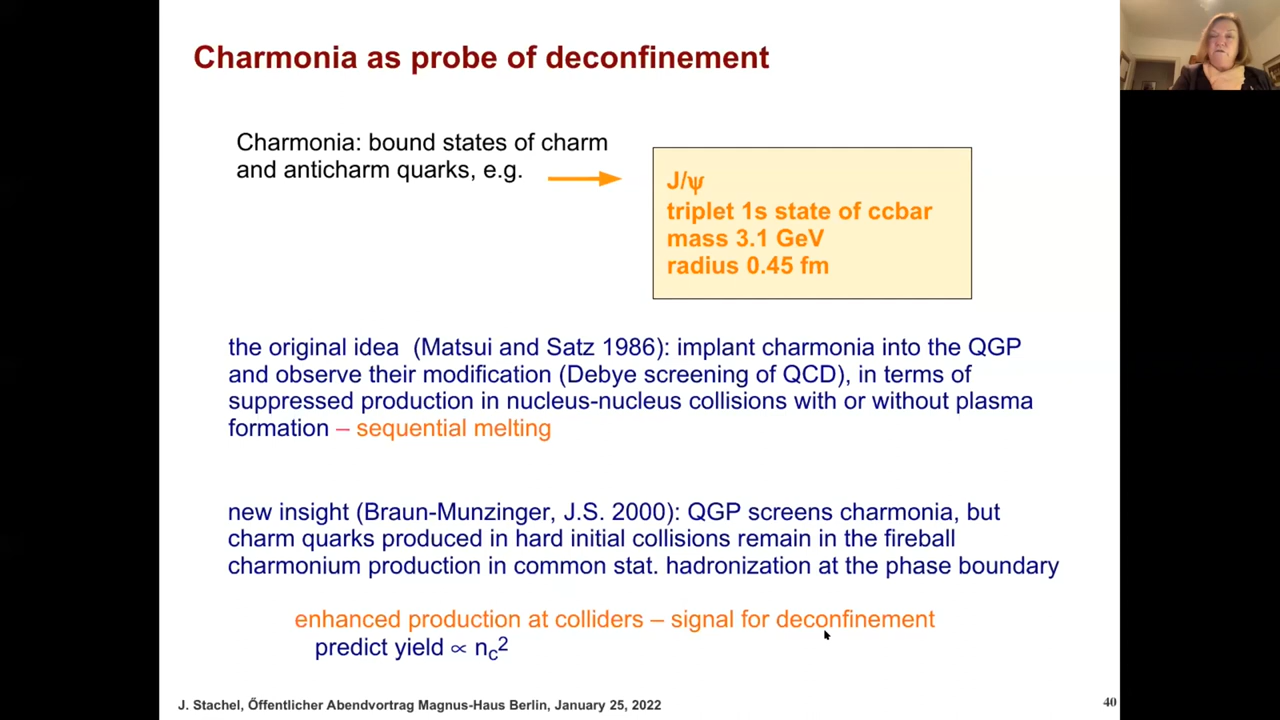 Charmonia as probe of deconfinement
Charmonia: bound states of charm
and anticharm quarks, e.g.
J/ψ
triplet 1s state of ccbar
mass 3.1 GeV
radius 0.45 fm
the original idea (Matsui and Satz 1986): implant charmonia into the QGP
and observe their modification (Debye screening of QCD), in terms of
suppressed production in nucleus-nucleus collisions with or without plasma
formation – sequential melting
new insight (Braun-Munzinger, J.S. 2000): QGP screens charmonia, but
charm quarks produced in hard initial collisions remain in the fireball
charmonium production in common stat. hadronization at the phase boundary
enhanced production at colliders – signal for deconfinement
predict yield ∝ n_c²
J. Stachel, Öffentlicher Abendvortrag Magnus-Haus Berlin, January 25, 2022
40